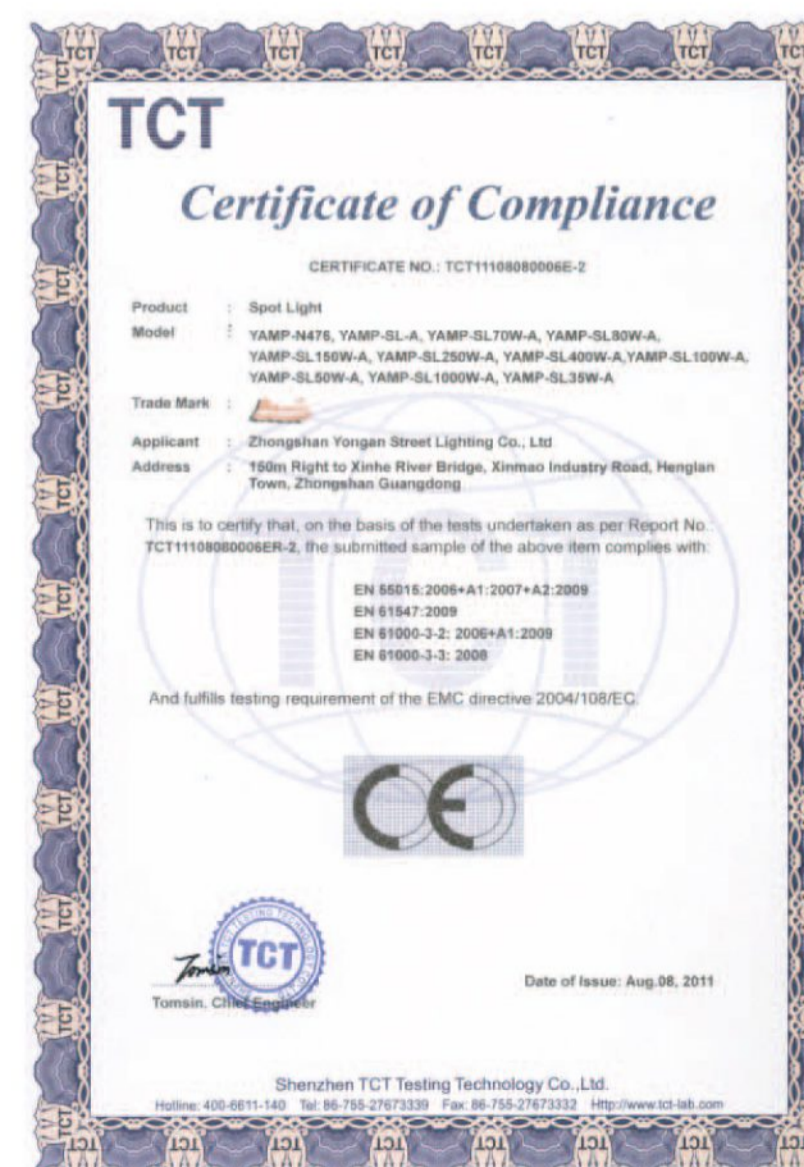 TCT
Certificate of Compliance
CERTIFICATE NO.: TCT11108080006E-2
Product : Spot Light
Model : YAMP-N476, YAMP-SL-A, YAMP-SL70W-A, YAMP-SL80W-A,
YAMP-SL150W-A, YAMP-SL250W-A, YAMP-SL400W-A,YAMP-SL100W-A,
YAMP-SL50W-A, YAMP-SL1000W-A, YAMP-SL35W-A
Trade Mark :
Applicant : Zhongshan Yongan Street Lighting Co., Ltd
Address : 150m Right to Xinhe River Bridge, Xinmao Industry Road, Henglan
Town, Zhongshan Guangdong
This is to certify that, on the basis of the tests undertaken as per Report No.:
TCT11108080006ER-2, the submitted sample of the above item complies with:
EN 55015:2006+A1:2007+A2:2009
EN 61547:2009
EN 61000-3-2: 2006+A1:2009
EN 61000-3-3: 2008
And fulfills testing requirement of the EMC directive 2004/108/EC.
CE
Tomsin
TCT
Tomsin, Chief Engineer
Date of Issue: Aug.08, 2011
Shenzhen TCT Testing Technology Co.,Ltd.
Hotline: 400-6611-140 Tel: 86-755-27673339 Fax: 86-755-27673332 Http://www.tct-lab.com